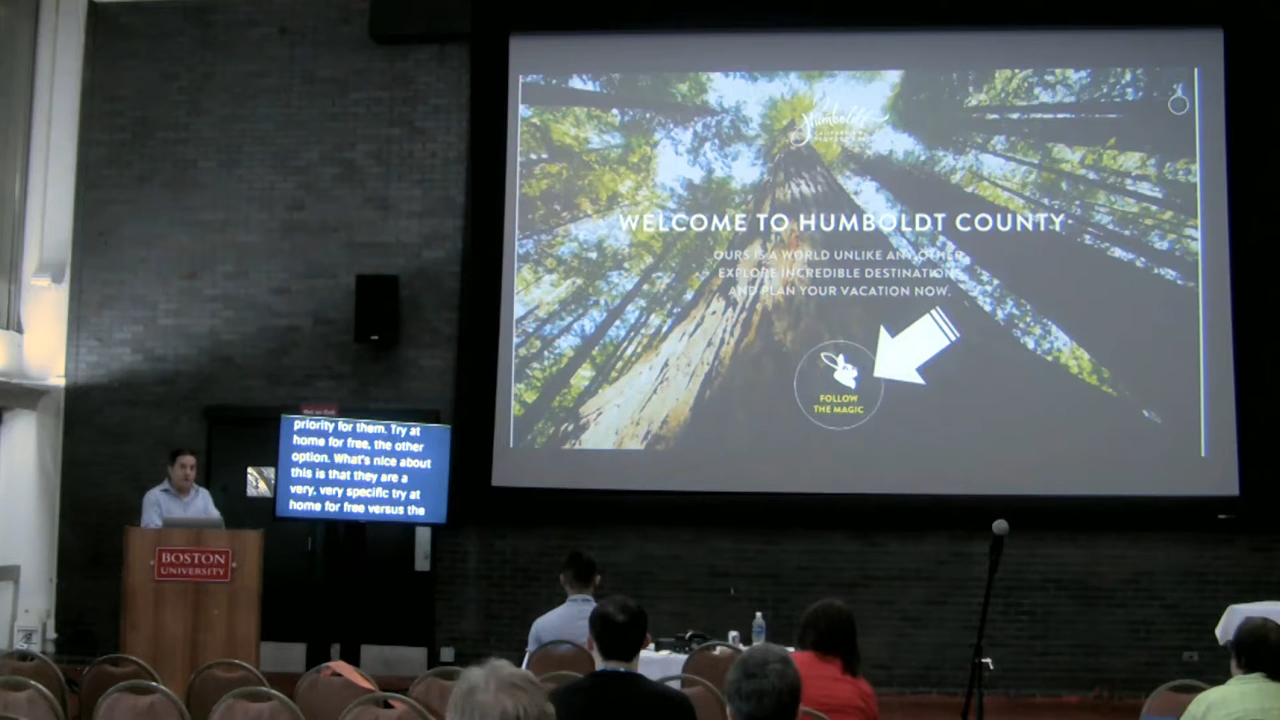 Humboldt
WELCOME TO HUMBOLDT COUNTY
OURS IS A WORLD UNLIKE ANY OTHER.
EXPLORE INCREDIBLE DESTINATIONS
AND PLAN YOUR VACATION NOW.
FOLLOW
THE MAGIC
priority for them. Try at
home for free, the other
option. What's nice about
this is that they are a
very, very specific try at
home for free versus the
BOSTON
UNIVERSITY